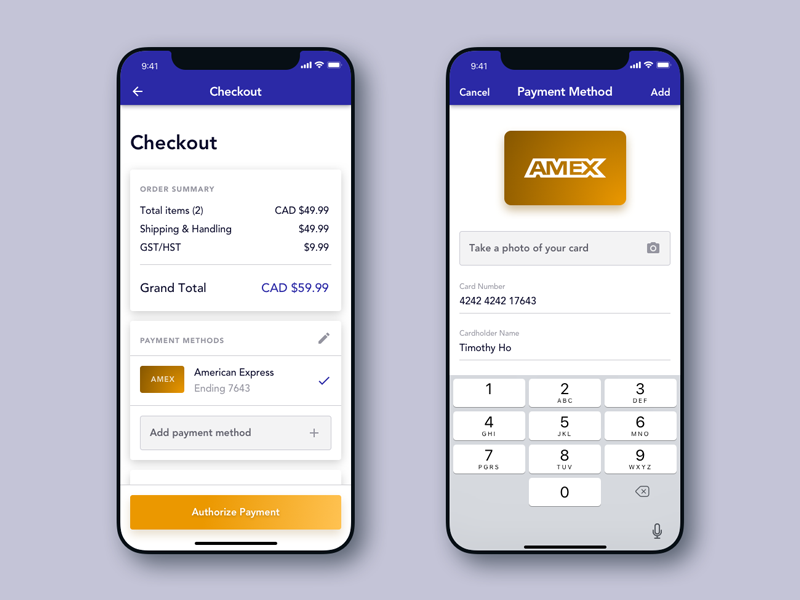 9:41
Checkout
Checkout
ORDER SUMMARY
Total items (2) CAD $49.99
Shipping & Handling $49.99
GST/HST $9.99
Grand Total CAD $59.99
PAYMENT METHODS
AMEX
American Express
Ending 7643
Add payment method +
Authorize Payment
9:41
Cancel Payment Method Add
AMEX
Take a photo of your card
Card Number
4242 4242 17643
Cardholder Name
Timothy Ho
1 2 3
ABC DEF
4 5 6
GHI JKL MNO
7 8 9
PQRS TUV WXYZ
0